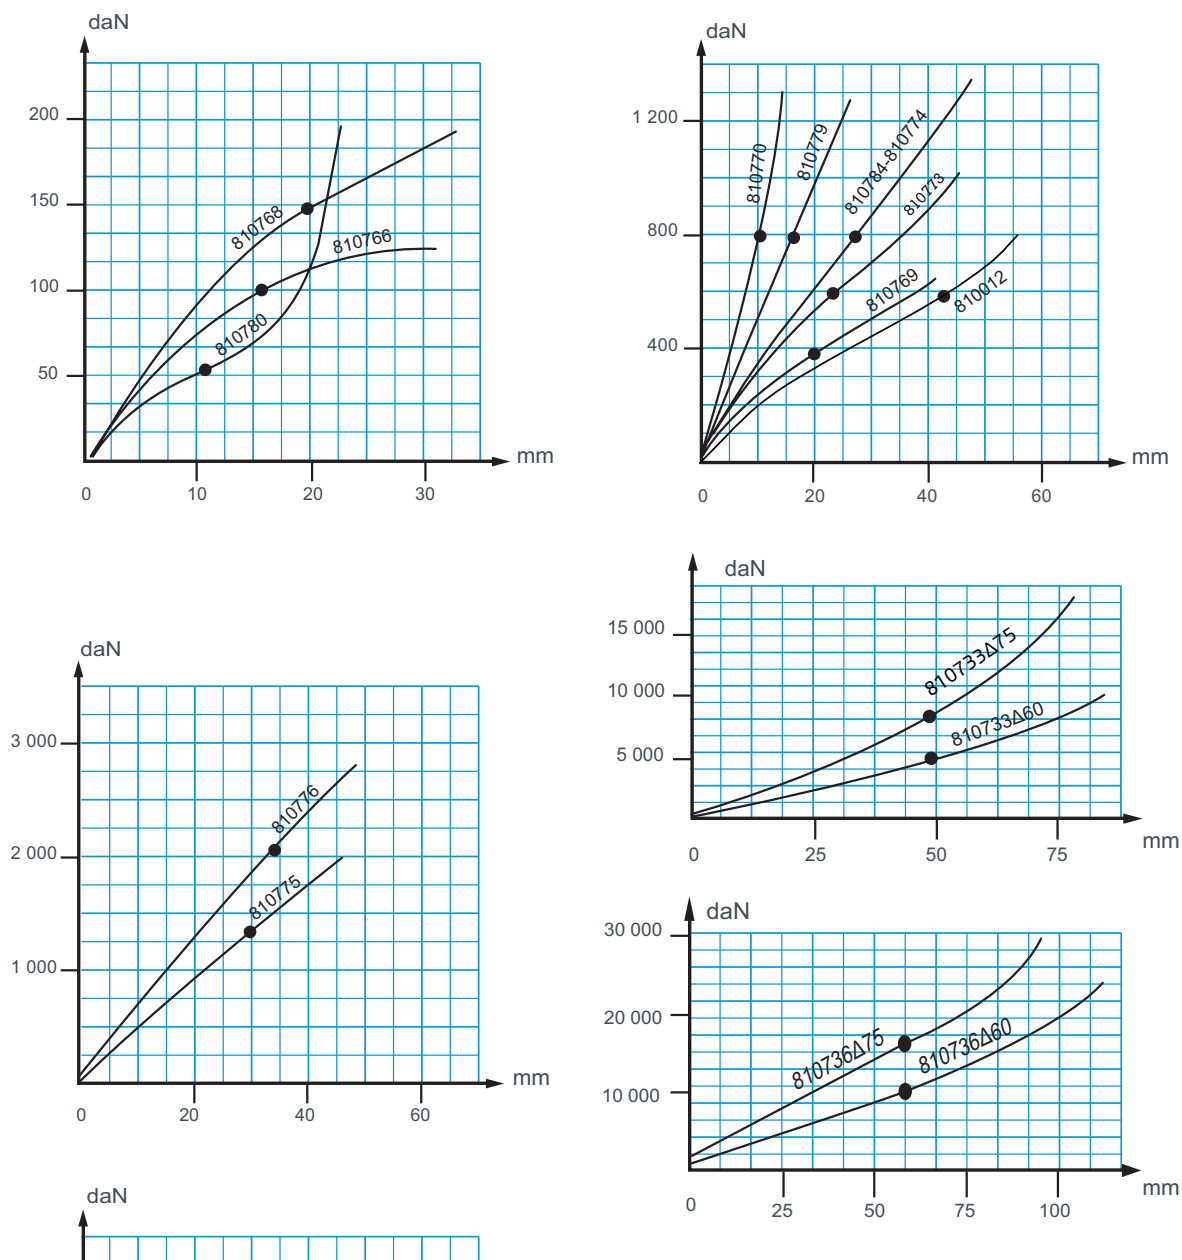 daN
200
150
100
50
810768
810766
810780
0 10 20 30
mm
daN
1 200
800
400
810770
810779
810784-810774
810773
810769
810012
0 20 40 60
mm
daN
3 000
2 000
1 000
810776
810775
0 20 40 60
mm
daN
15 000
10 000
5 000
810733Δ75
810733Δ60
0 25 50 75
mm
daN
30 000
20 000
10 000
810736Δ75
810736Δ60
0 25 50 75 100
mm
daN